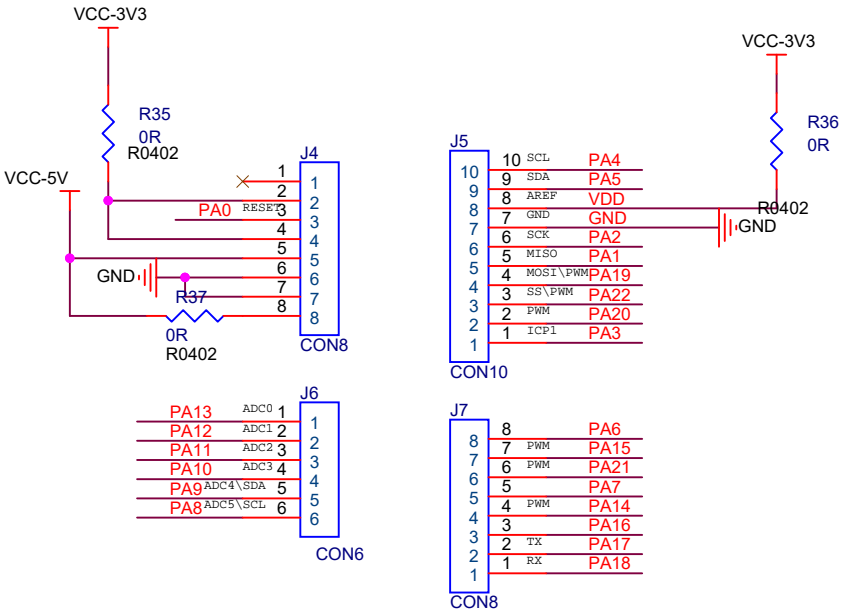 VCC-3V3
R35
0R
R0402
VCC-5V
J4
1 1
2 2
PA0 RESET 3 3
4 4
5 5
GND 6 6
7 7
R37 8 8
0R
R0402
CON8
VCC-3V3
R36
0R
R0402
GND
J5
10 10 SCL PA4
9 9 SDA PA5
8 8 AREF VDD
7 7 GND GND
6 6 SCK PA2
5 5 MISO PA1
4 4 MOSI\PWM PA19
3 3 SS\PWM PA22
2 2 PWM PA20
1 1 ICP1 PA3
CON10
J6
PA13 ADC0 1 1
PA12 ADC1 2 2
PA11 ADC2 3 3
PA10 ADC3 4 4
PA9 ADC4\SDA 5 5
PA8 ADC5\SCL 6 6
CON6
J7
8 8 PA6
7 7 PWM PA15
6 6 PWM PA21
5 5 PA7
4 4 PWM PA14
3 3 PA16
2 2 TX PA17
1 1 RX PA18
CON8